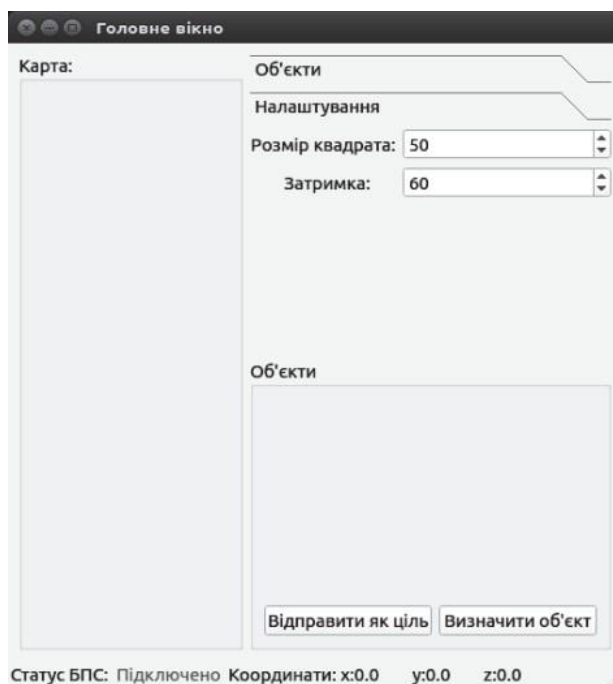 Головне вікно
Карта:
Об'єкти
Налаштування
Розмір квадрата: 50
Затримка: 60
Об'єкти
Відправити як ціль Визначити об'єкт
Статус БПС: Підключено Координати: x:0.0 y:0.0 z:0.0